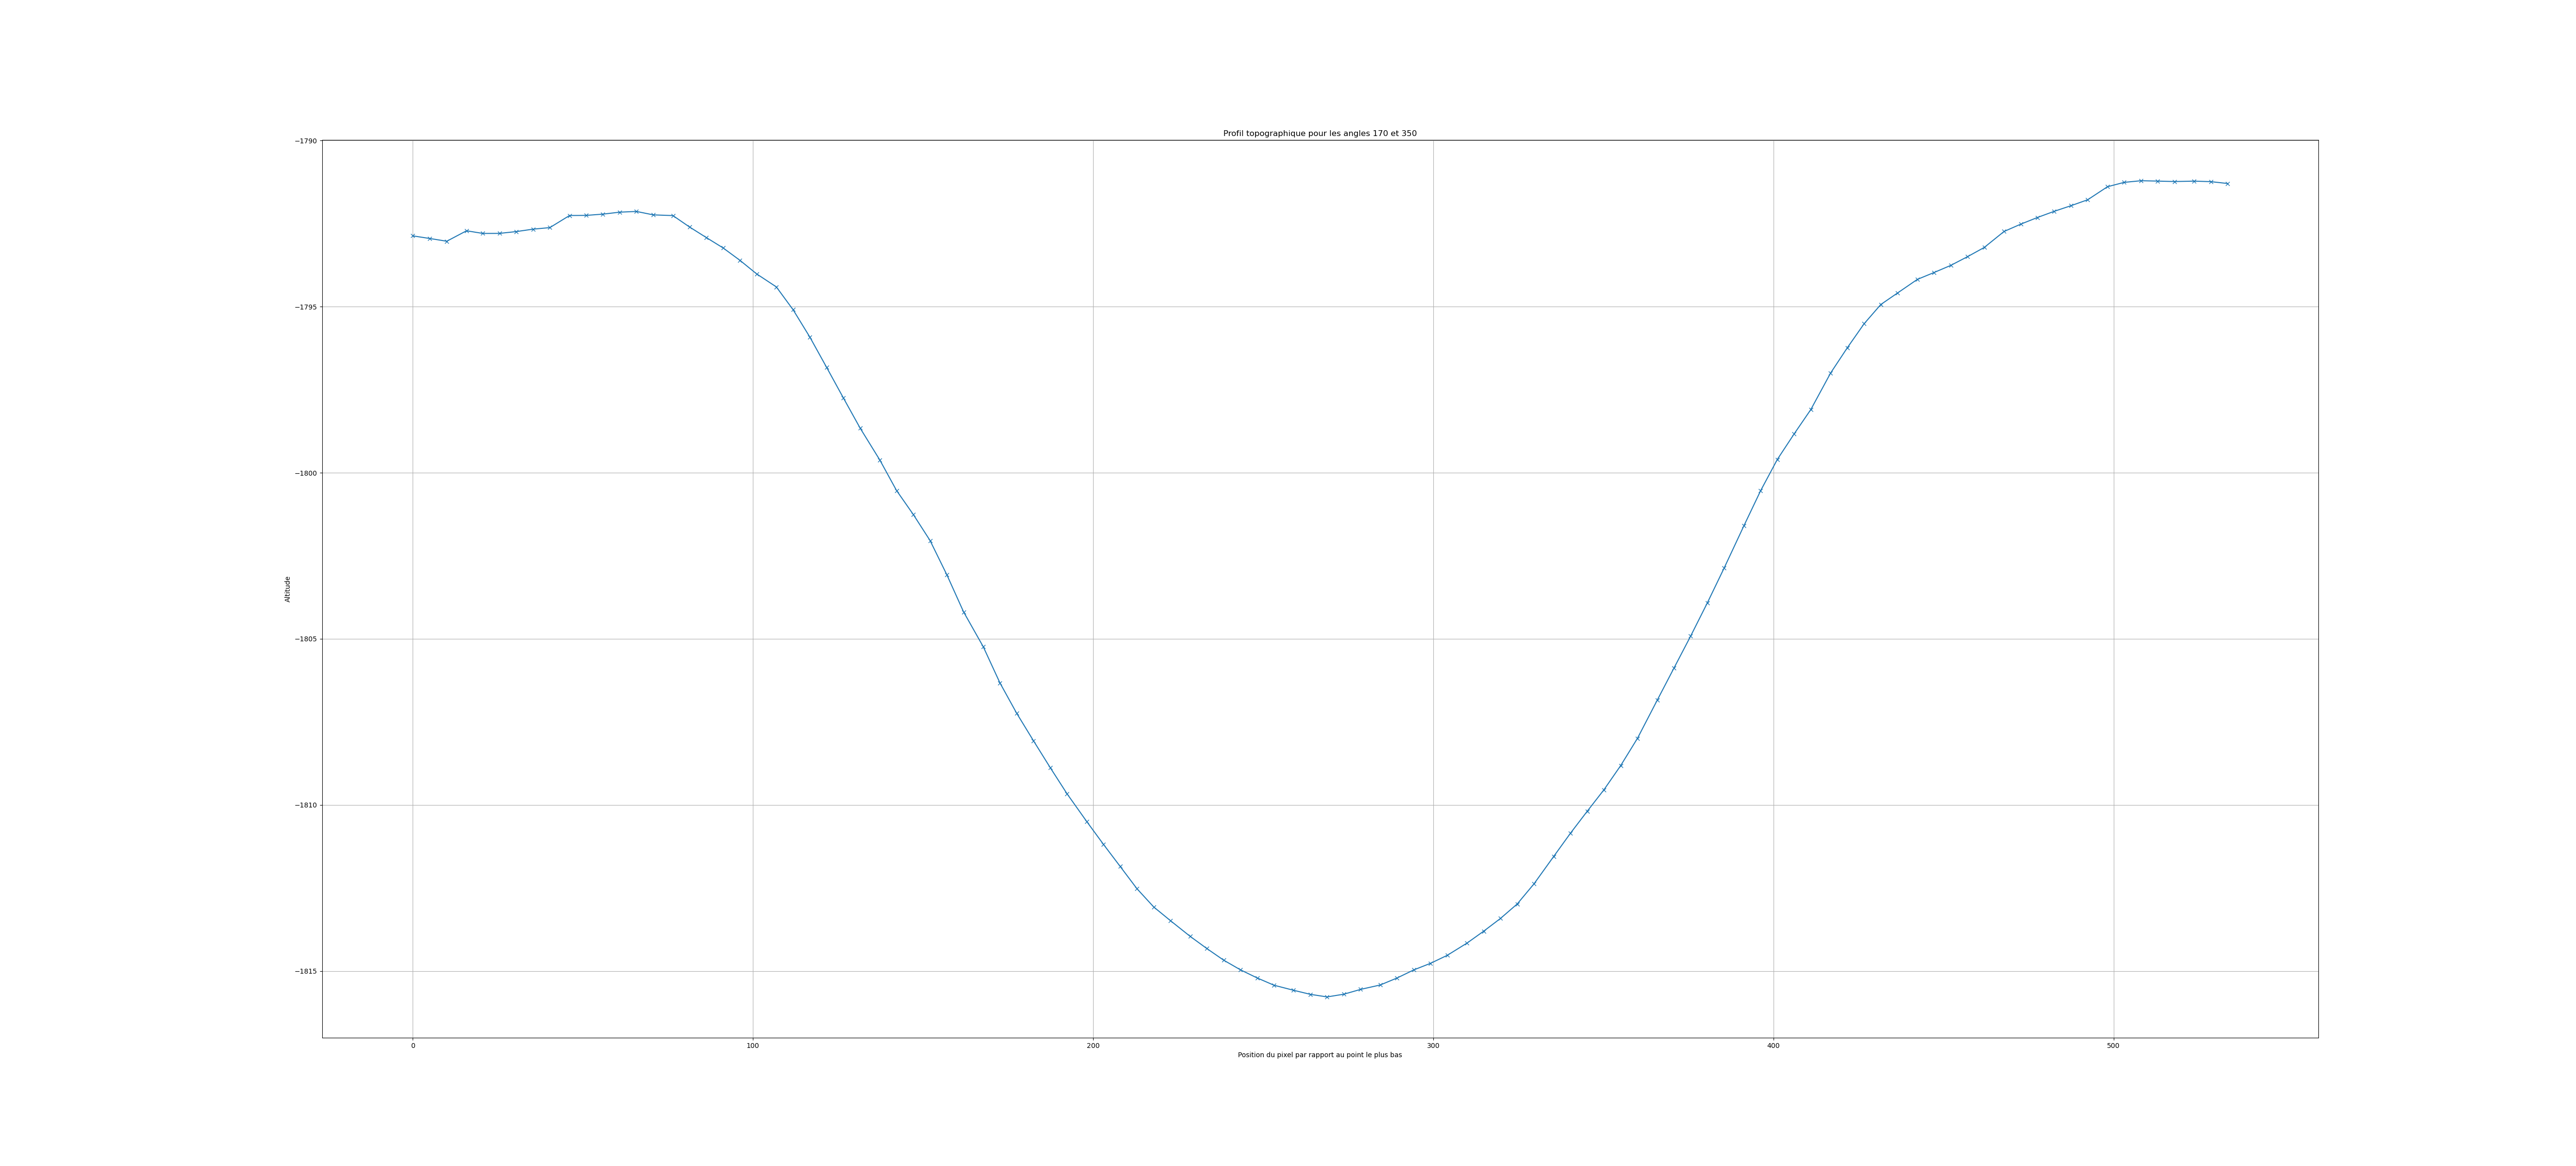 Profil topographique pour les angles 170 et 350
−1790
−1795
−1800
−1805
−1810
−1815
Altitude
0 100 200 300 400 500
Position du pixel par rapport au point le plus bas